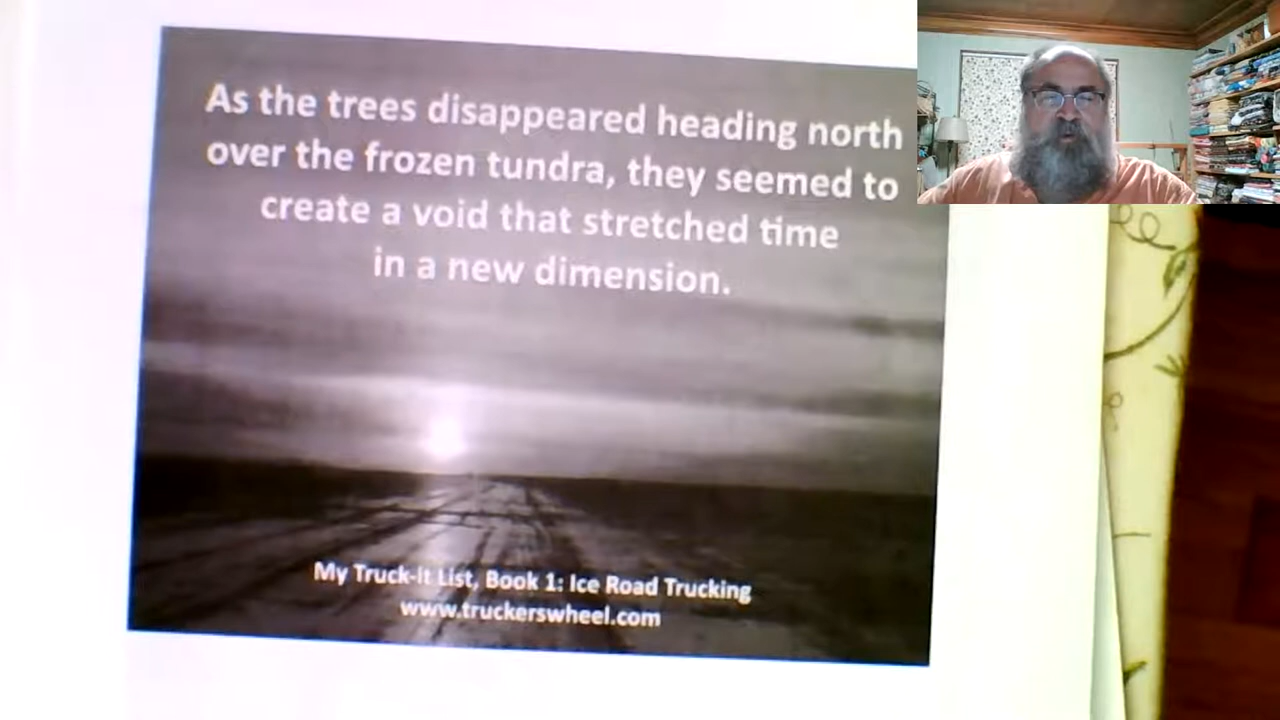 As the trees disappeared heading north
over the frozen tundra, they seemed to
create a void that stretched time
in a new dimension.
My Truck-It List, Book 1: Ice Road Trucking
www.truckerswheel.com